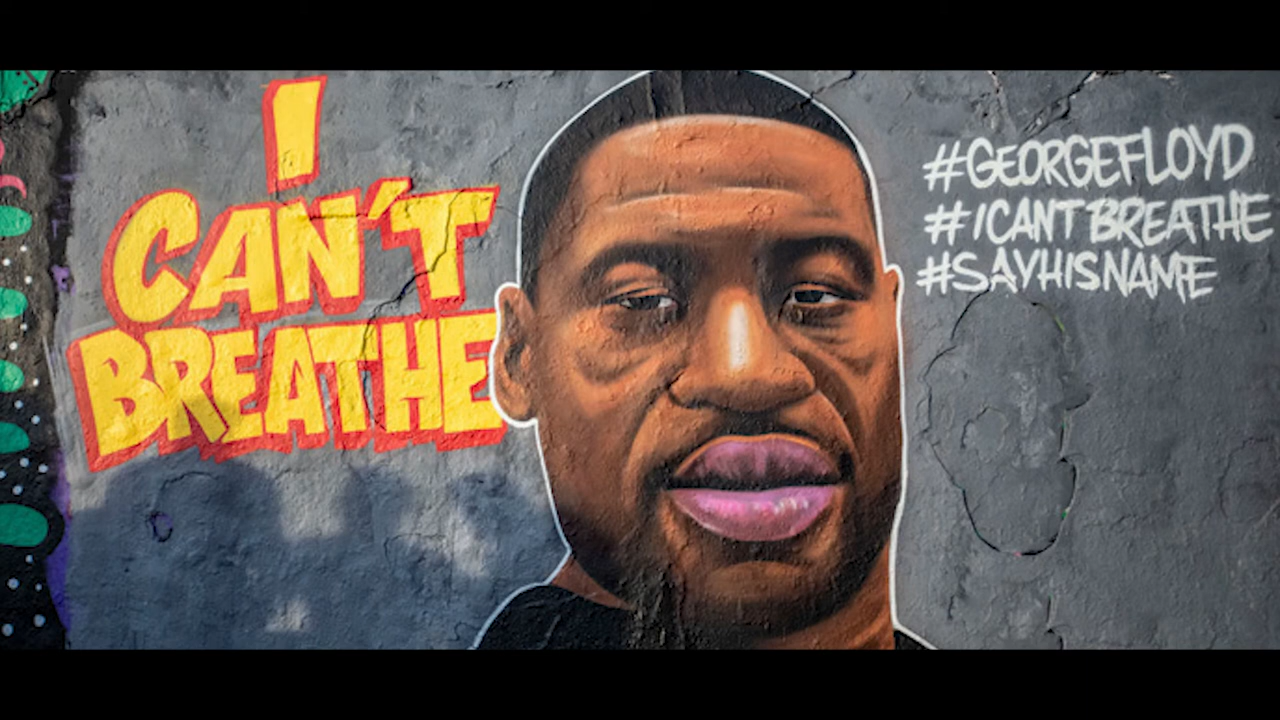 I
CAN'T
BREATHE
#GEORGEFLOYD
#ICANTBREATHE
#SAYHISNAME